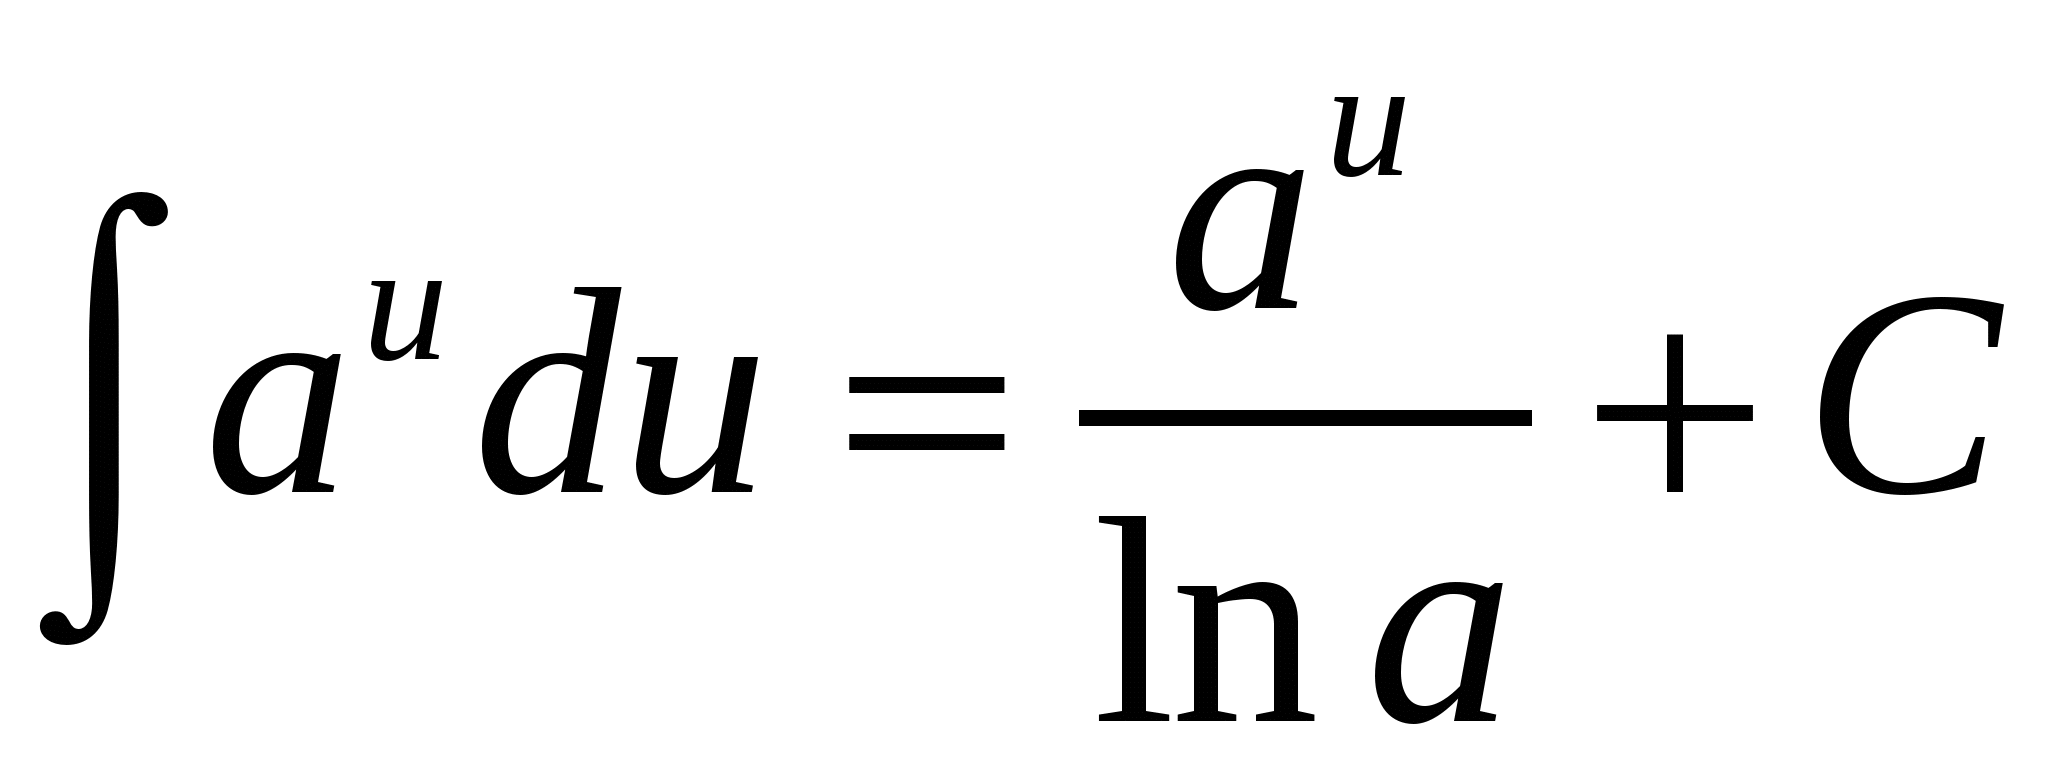 ∫ a^u du = a^u / ln a + C